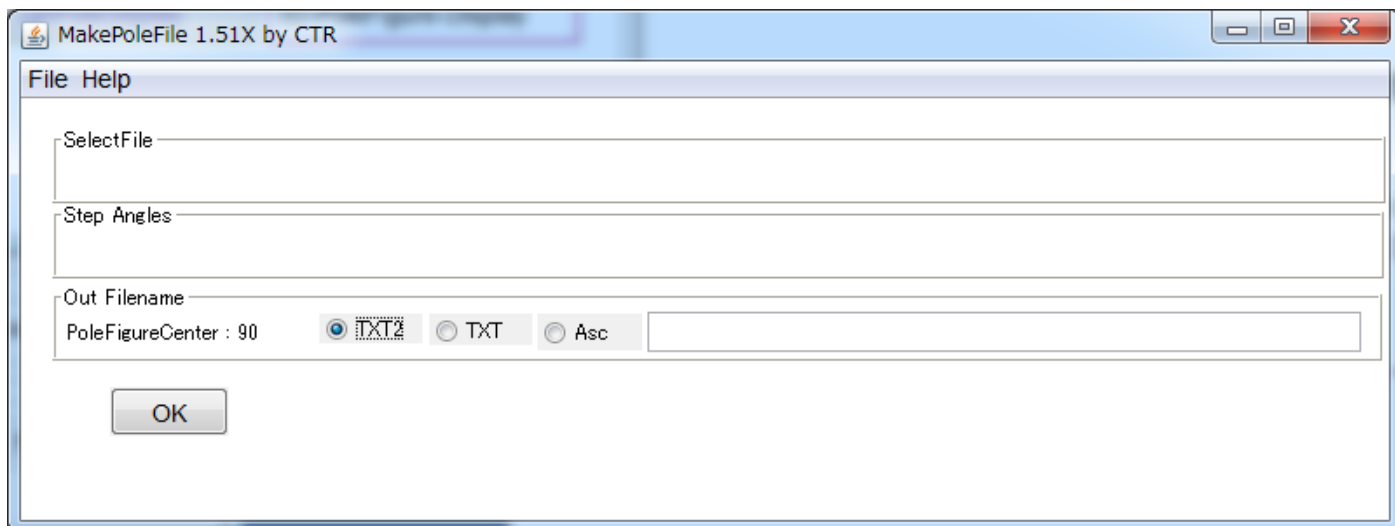 MakePoleFile 1.51X by CTR
File Help
SelectFile
Step Angles
Out Filename
PoleFigureCenter : 90 TXT2 TXT Asc
OK